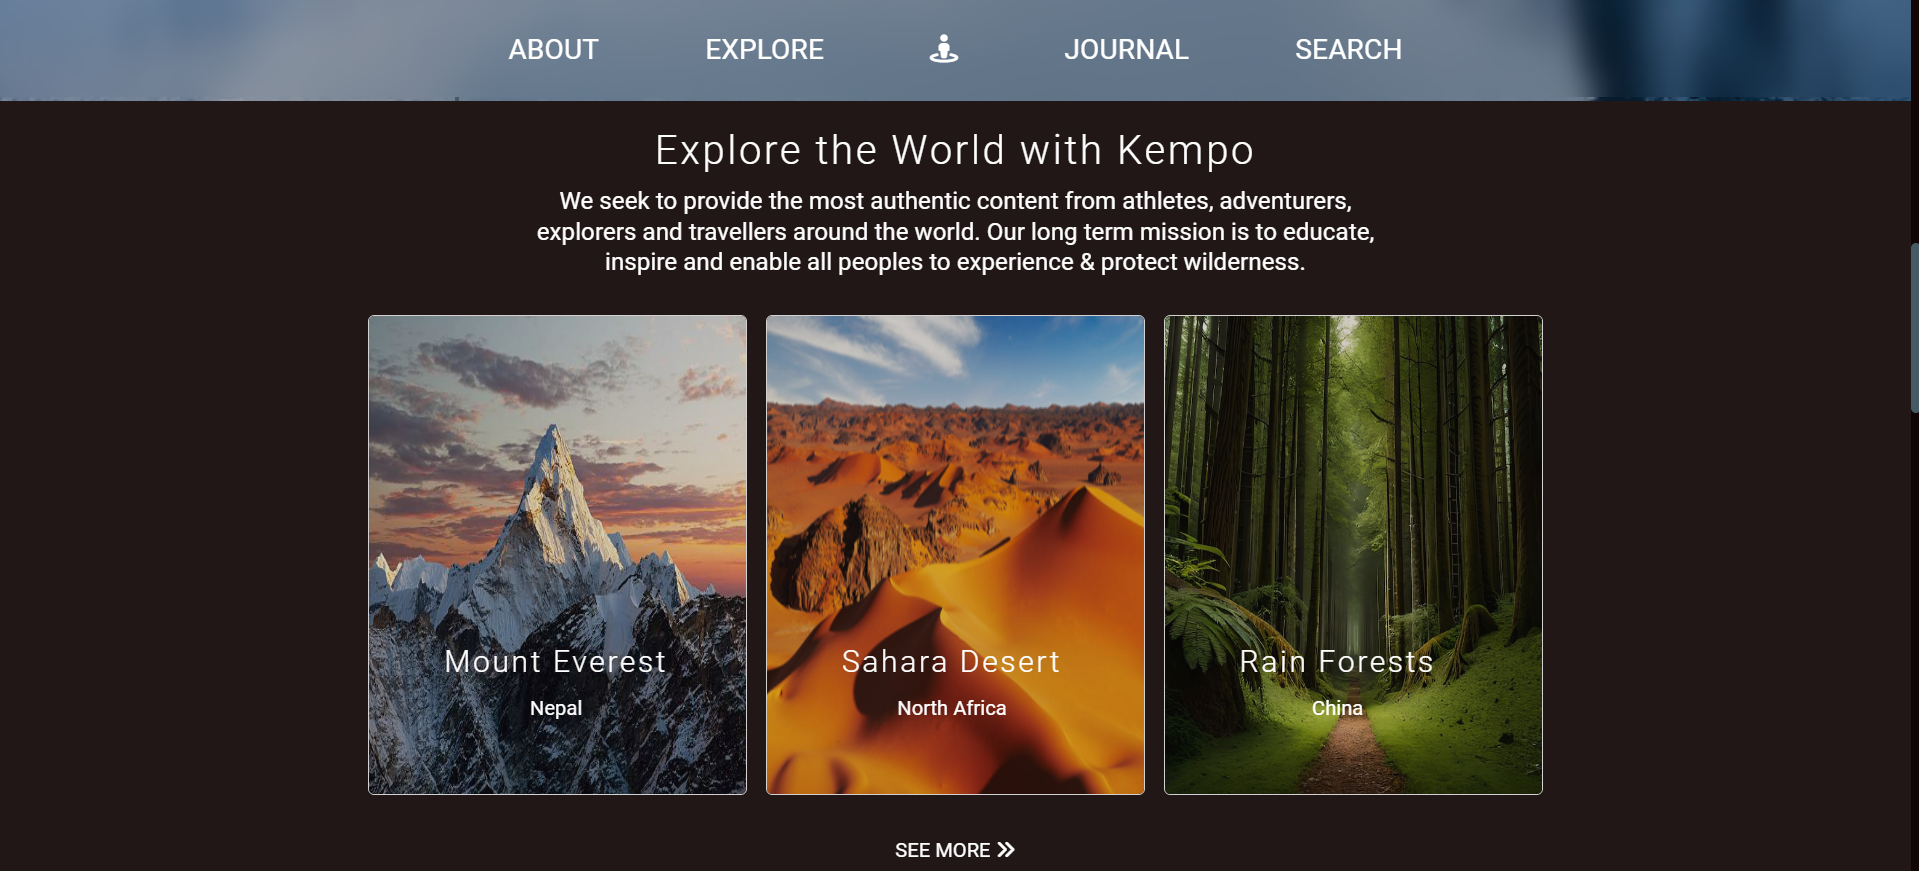 ABOUT EXPLORE JOURNAL SEARCH
Explore the World with Kempo
We seek to provide the most authentic content from athletes, adventurers,
explorers and travellers around the world. Our long term mission is to educate,
inspire and enable all peoples to experience & protect wilderness.
Mount Everest
Nepal
Sahara Desert
North Africa
Rain Forests
China
SEE MORE